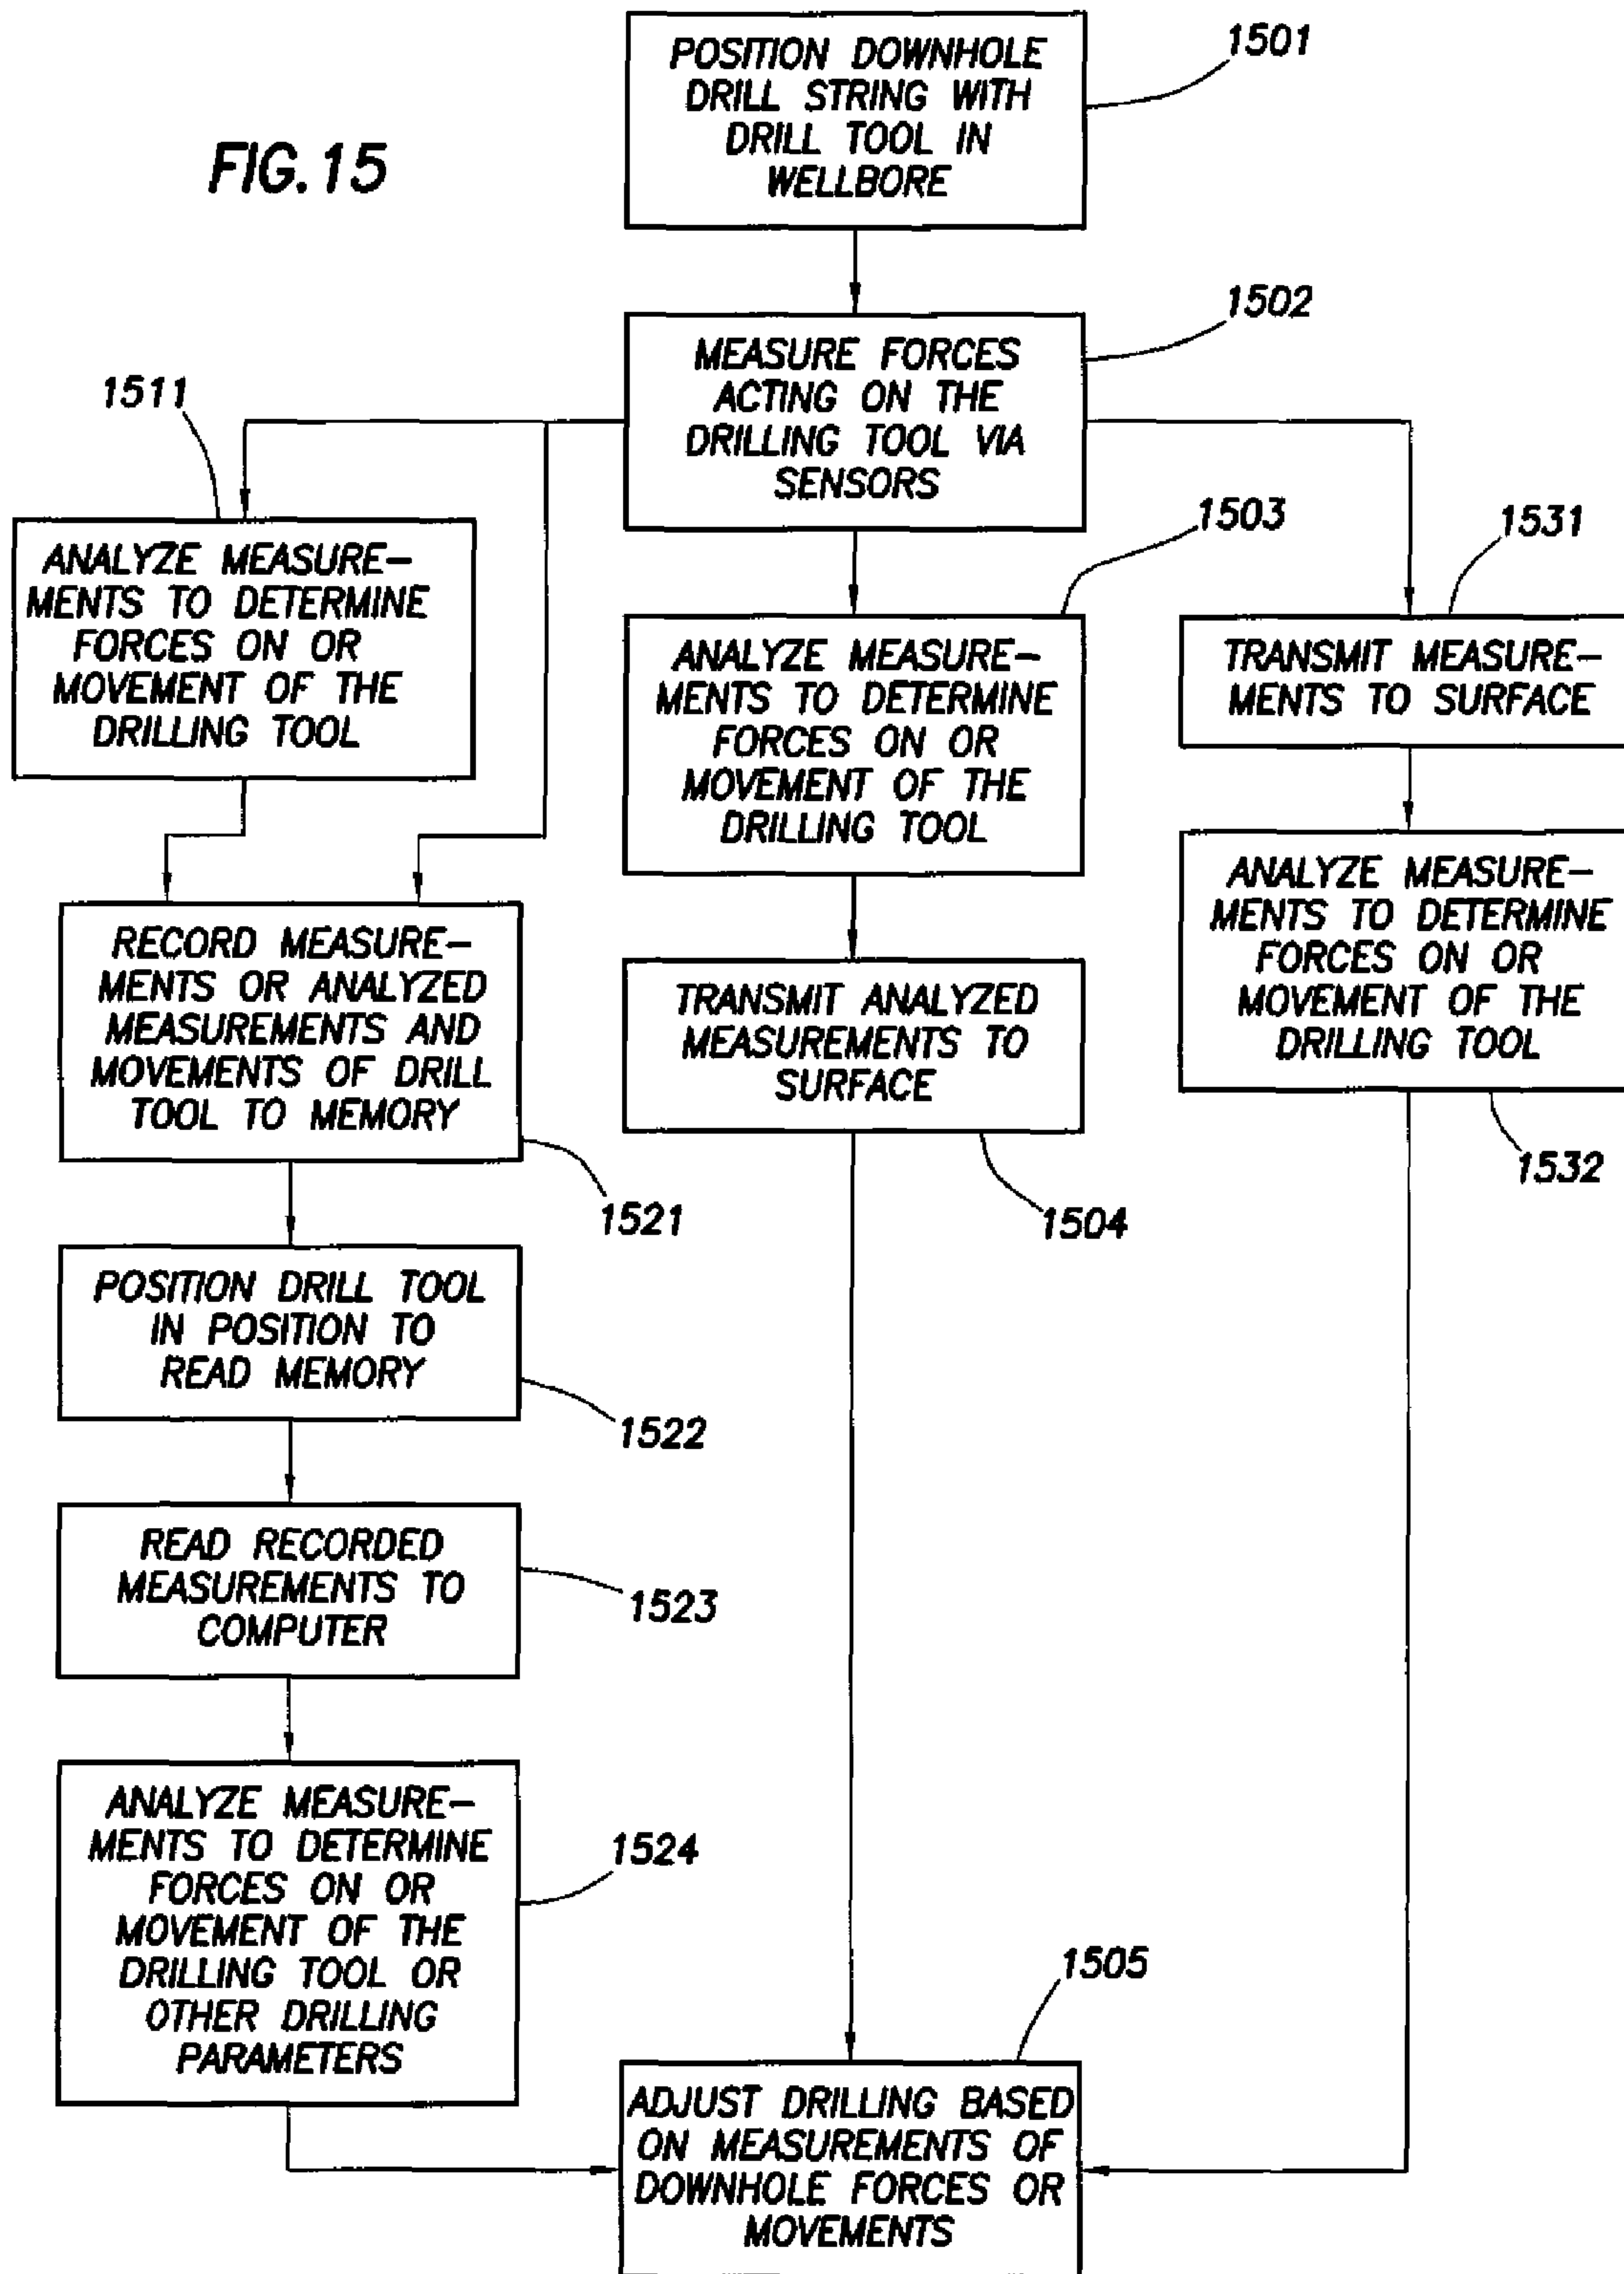 FIG.15
POSITION DOWNHOLE
DRILL STRING WITH
DRILL TOOL IN
WELLBORE
1501
MEASURE FORCES
ACTING ON THE
DRILLING TOOL VIA
SENSORS
1502
1511
ANALYZE MEASURE-
MENTS TO DETERMINE
FORCES ON OR
MOVEMENT OF THE
DRILLING TOOL
1503
ANALYZE MEASURE-
MENTS TO DETERMINE
FORCES ON OR
MOVEMENT OF THE
DRILLING TOOL
1531
TRANSMIT MEASURE-
MENTS TO SURFACE
ANALYZE MEASURE-
MENTS TO DETERMINE
FORCES ON OR
MOVEMENT OF THE
DRILLING TOOL
1532
RECORD MEASURE-
MENTS OR ANALYZED
MEASUREMENTS AND
MOVEMENTS OF DRILL
TOOL TO MEMORY
1521
TRANSMIT ANALYZED
MEASUREMENTS TO
SURFACE
1504
POSITION DRILL TOOL
IN POSITION TO
READ MEMORY
1522
READ RECORDED
MEASUREMENTS TO
COMPUTER
1523
ANALYZE MEASURE-
MENTS TO DETERMINE
FORCES ON OR
MOVEMENT OF THE
DRILLING TOOL OR
OTHER DRILLING
PARAMETERS
1524
1505
ADJUST DRILLING BASED
ON MEASUREMENTS OF
DOWNHOLE FORCES OR
MOVEMENTS